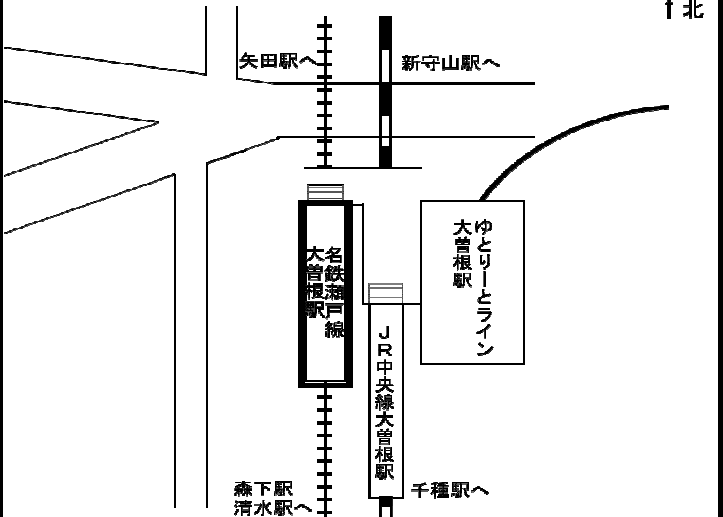 ↑北
矢田駅へ
新守山駅へ
ゆとりーとライン
大曽根駅
名鉄瀬戸線
大曽根駅
JR中央線大曽根駅
森下駅
清水駅へ
千種駅へ